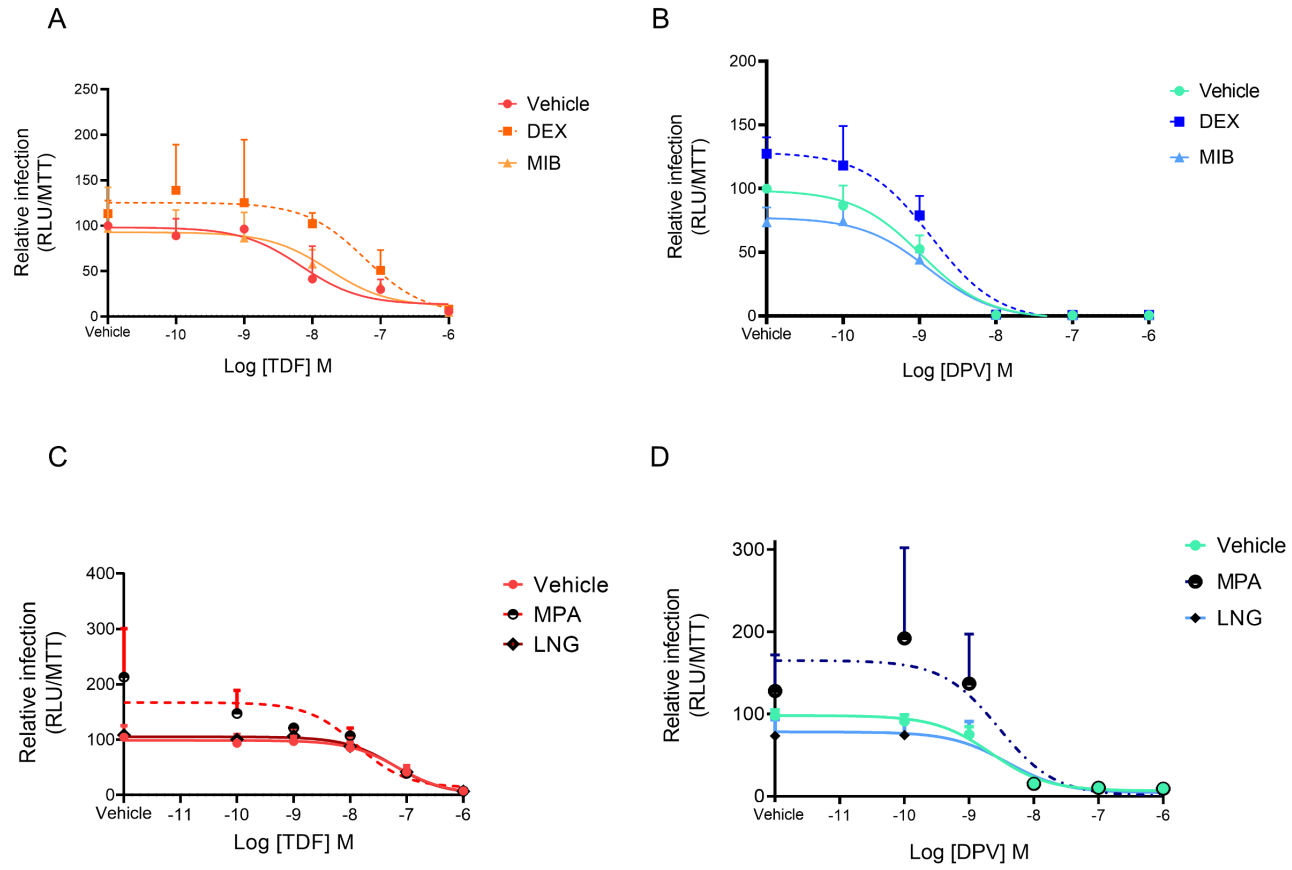 A
Relative infection
(RLU/MTT)
250
200
150
100
50
0
Vehicle
-10
-9
-8
-7
-6
Log [TDF] M
Vehicle
DEX
MIB
B
Relative infection
(RLU/MTT)
200
150
100
50
0
Vehicle
-10
-9
-8
-7
-6
Log [DPV] M
Vehicle
DEX
MIB
C
Relative infection
(RLU/MTT)
400
300
200
100
0
Vehicle
-11
-10
-9
-8
-7
-6
Log [TDF] M
Vehicle
MPA
LNG
D
Relative infection
(RLU/MTT)
300
200
100
0
Vehicle
-11
-10
-9
-8
-7
-6
Log [DPV] M
Vehicle
MPA
LNG